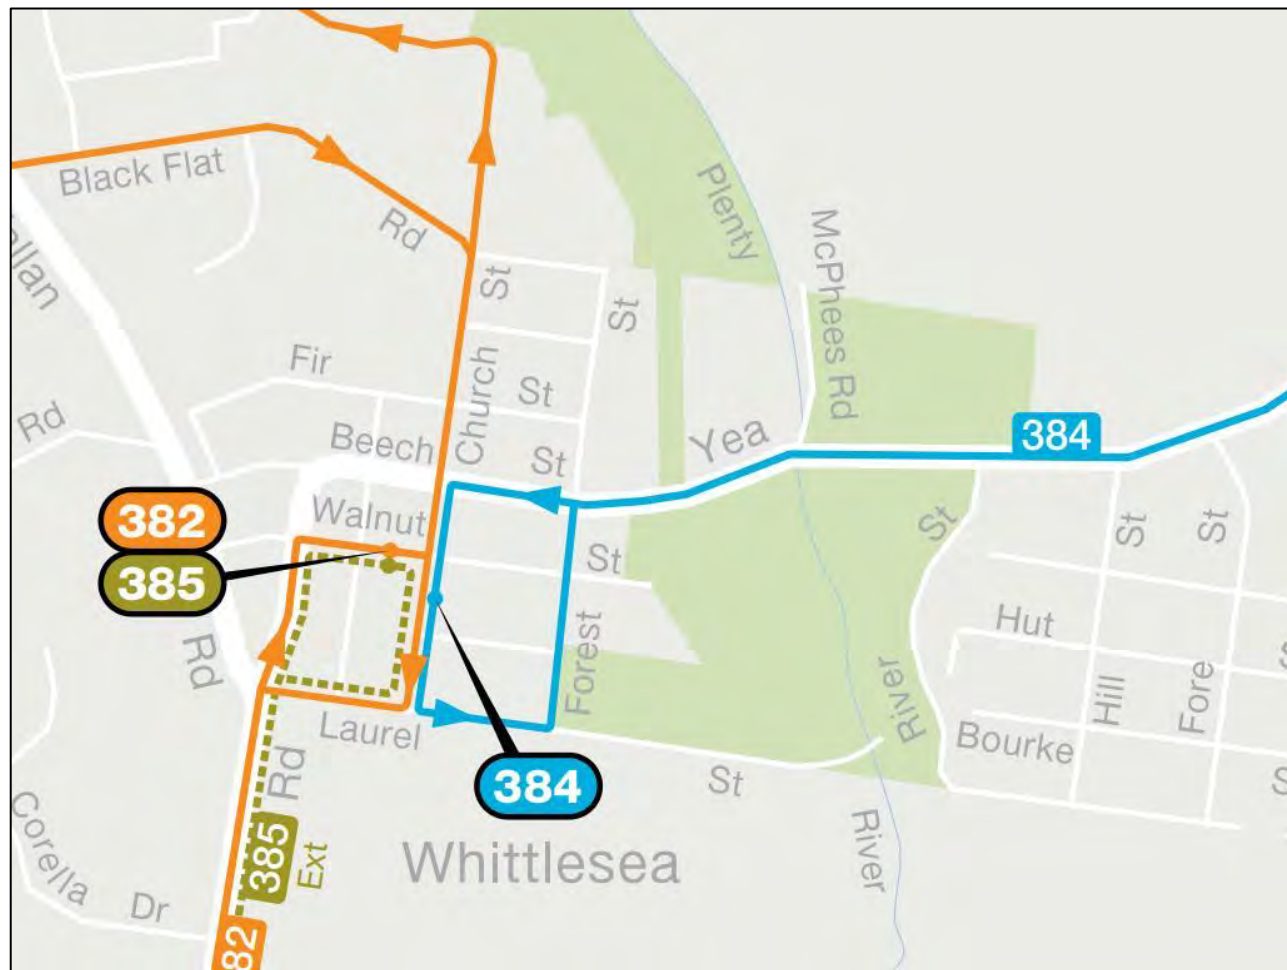 Black Flat
Rd
allan
Plenty
McPhees Rd
St
St
Fir
St
Church
Rd
Beech
St
Yea
384
382
385
Walnut
St
St
St
St
Hut
Rd
Forest
River
Hill
Fore
Laurel
Bourke
384
St
S
Rd
385
Ext
Corella
Dr
Whittlesea
River
82